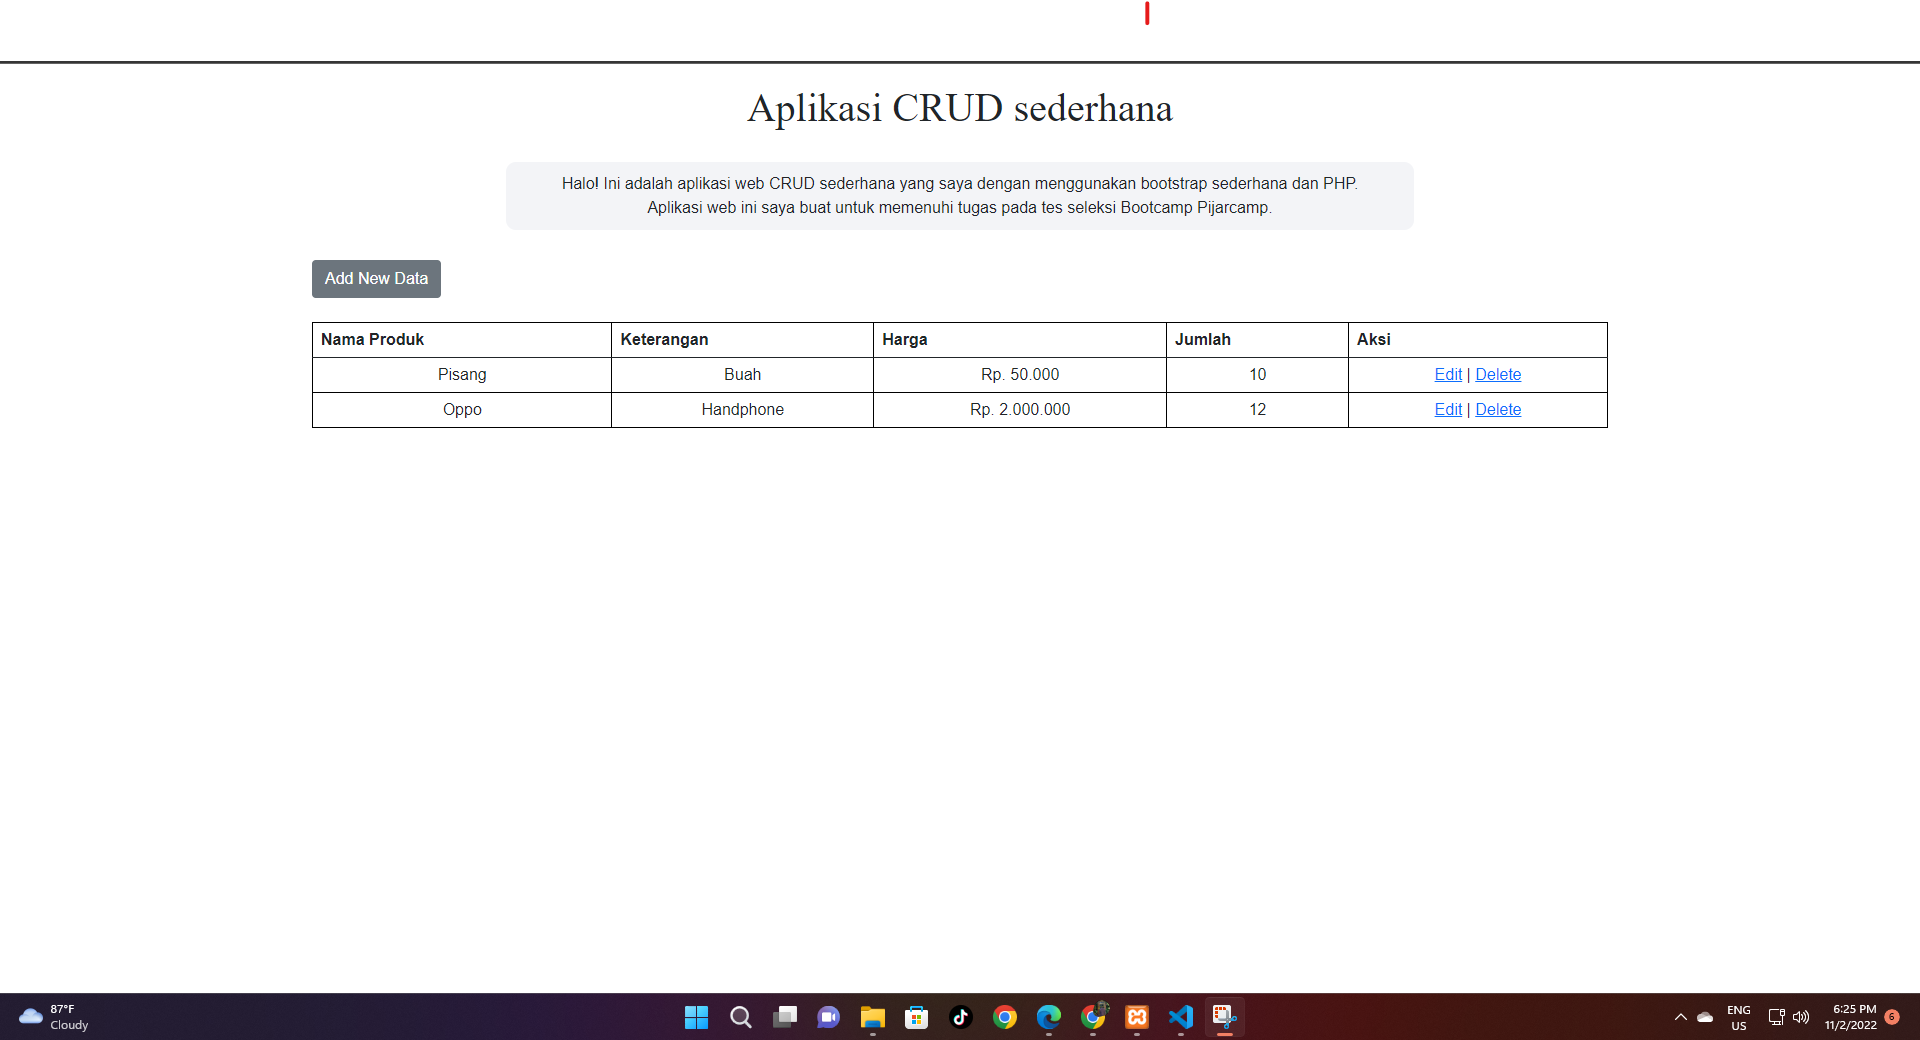 Aplikasi CRUD sederhana
Halo! Ini adalah aplikasi web CRUD sederhana yang saya dengan menggunakan bootstrap sederhana dan PHP.
Aplikasi web ini saya buat untuk memenuhi tugas pada tes seleksi Bootcamp Pijarcamp.
Add New Data
Nama Produk Keterangan Harga Jumlah Aksi
Pisang Buah Rp. 50.000 10 Edit | Delete
Oppo Handphone Rp. 2.000.000 12 Edit | Delete
87°F
Cloudy
ENG
US
6:25 PM
11/2/2022
6